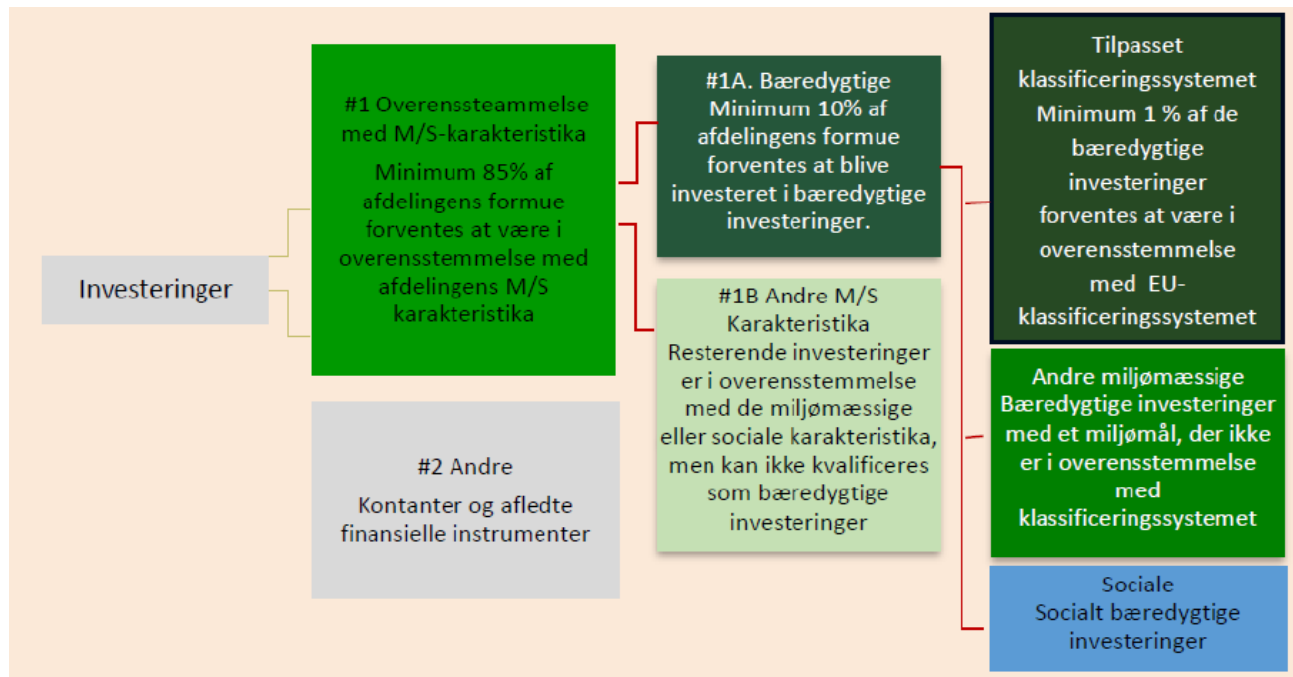 Investeringer
#1 Overenssteammelse
med M/S-karakteristika
Minimum 85% af
afdelingens formue
forventes at være i
overensstemmelse med
afdelingens M/S
karakteristika
#2 Andre
Kontanter og afledte
finansielle instrumenter
#1A. Bæredygtige
Minimum 10% af
afdelingens formue
forventes at blive
investeret i bæredygtige
investeringer.
#1B Andre M/S
Karakteristika
Resterende investeringer
er i overensstemmelse
med de miljømæssige
eller sociale karakteristika,
men kan ikke kvalificeres
som bæredygtige
investeringer
Tilpasset
klassificeringssystemet
Minimum 1 % af de
bæredygtige
investeringer
forventes at være i
overensstemmelse
med EU-
klassificeringssystemet
Andre miljømæssige
Bæredygtige investeringer
med et miljømål, der ikke
er i overensstemmelse
med
klassificeringssystemet
Sociale
Socialt bæredygtige
investeringer